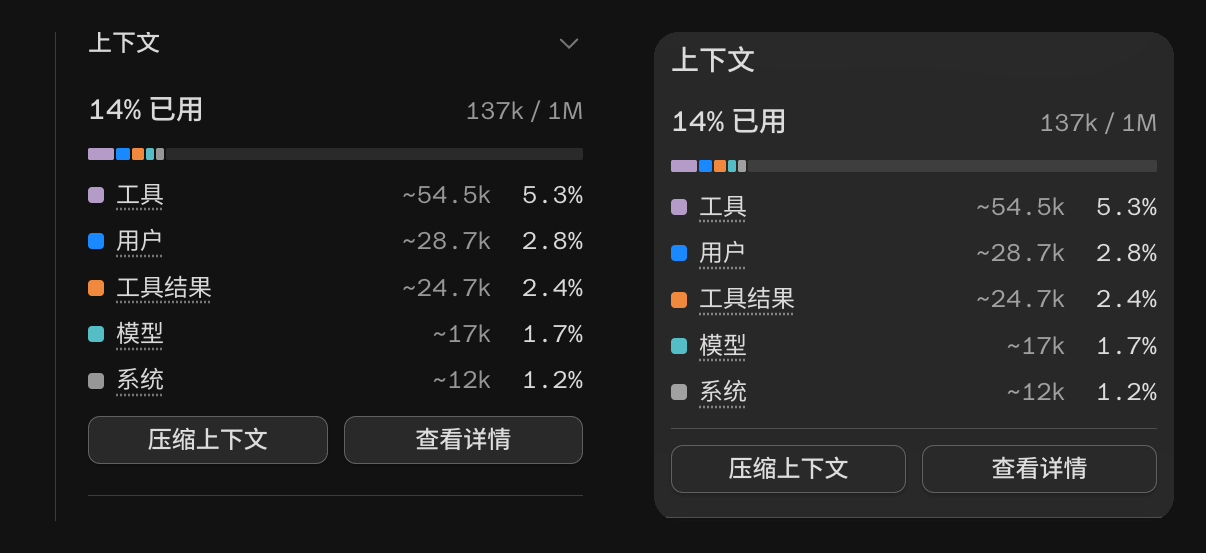 上下文
14% 已用 137k / 1M
工具 ~54.5k 5.3%
用户 ~28.7k 2.8%
工具结果 ~24.7k 2.4%
模型 ~17k 1.7%
系统 ~12k 1.2%
压缩上下文 查看详情
上下文
14% 已用 137k / 1M
工具 ~54.5k 5.3%
用户 ~28.7k 2.8%
工具结果 ~24.7k 2.4%
模型 ~17k 1.7%
系统 ~12k 1.2%
压缩上下文 查看详情